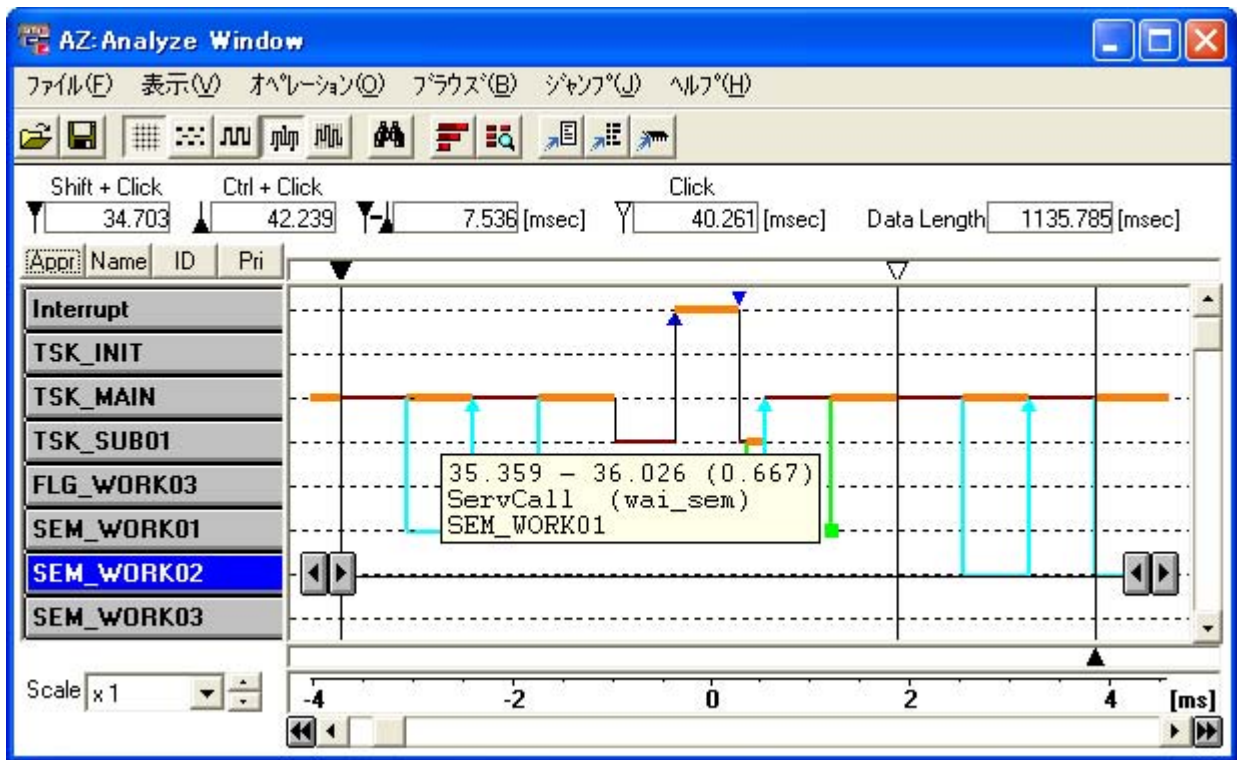 AZ:Analyze Window
ﾌｧｲﾙ(F) 表示(V) ｵﾍﾟﾚｰｼｮﾝ(O) ﾌﾞﾗｳｽﾞ(B) ｼﾞｬﾝﾌﾟ(J) ﾍﾙﾌﾟ(H)
Shift + Click Ctrl + Click Click
34.703 42.239 7.536 [msec] 40.261 [msec] Data Length 1135.785 [msec]
Appr Name ID Pri
Interrupt
TSK_INIT
TSK_MAIN
TSK_SUB01
FLG_WORK03
SEM_WORK01
SEM_WORK02
SEM_WORK03
35.359 - 36.026 (0.667)
ServCall (wai_sem)
SEM_WORK01
Scale x 1
-4 -2 0 2 4 [ms]